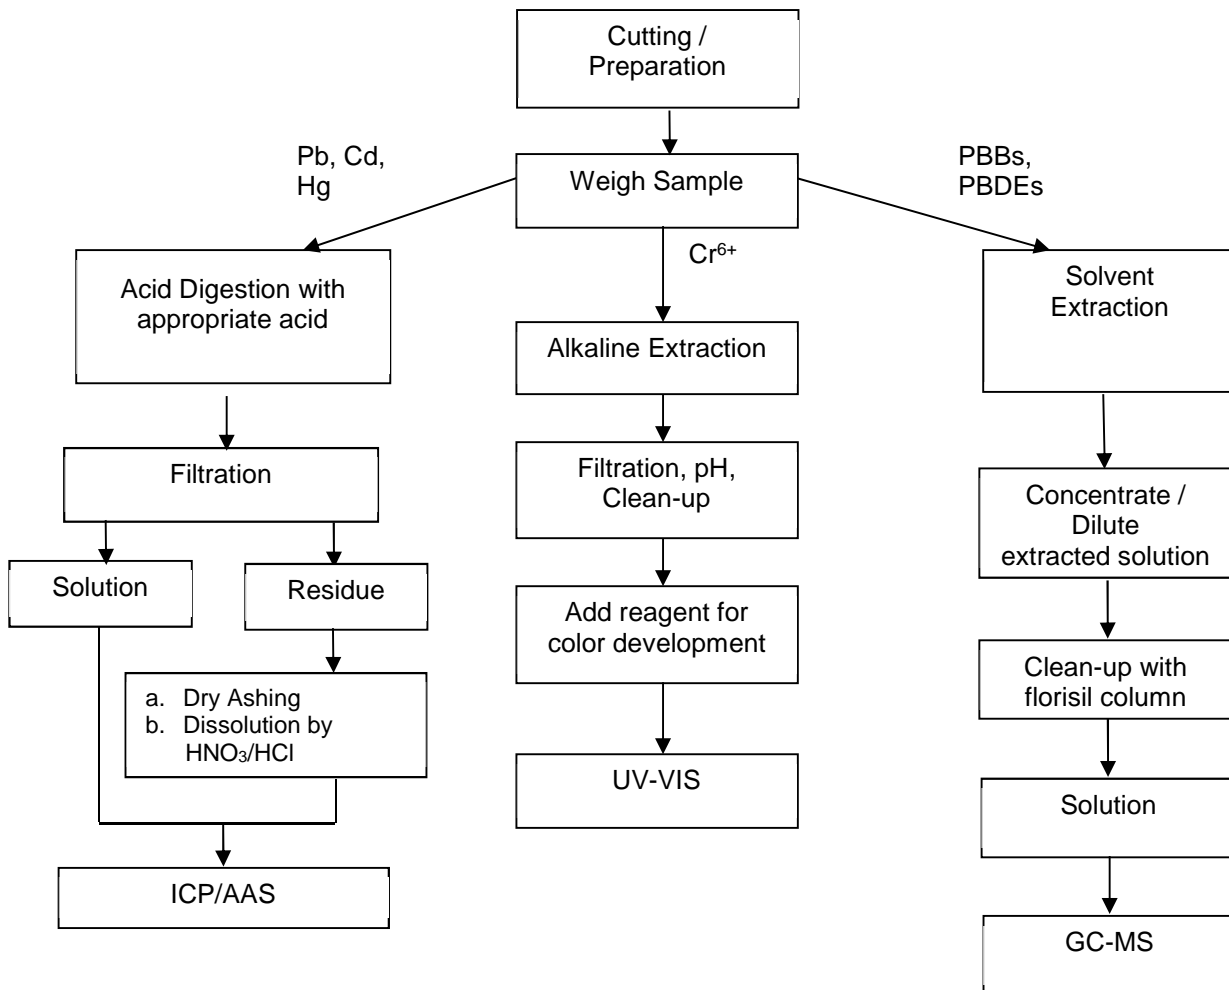 Cutting /
Preparation
Pb, Cd,
Hg
Weigh Sample
PBBs,
PBDEs
Cr⁶⁺
Acid Digestion with
appropriate acid
Alkaline Extraction
Solvent
Extraction
Filtration
Filtration, pH,
Clean-up
Concentrate /
Dilute
extracted solution
Solution
Residue
Add reagent for
color development
a. Dry Ashing
b. Dissolution by
HNO₃/HCl
Clean-up with
florisil column
UV-VIS
Solution
ICP/AAS
GC-MS